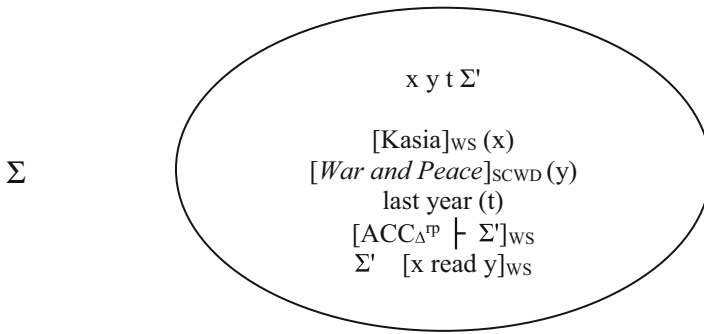 x y t Σ'
[Kasia]WS (x)
[War and Peace]SCWD (y)
Σ
last year (t)
[ACCΔrp ├ Σ']WS
Σ' [x read y]WS